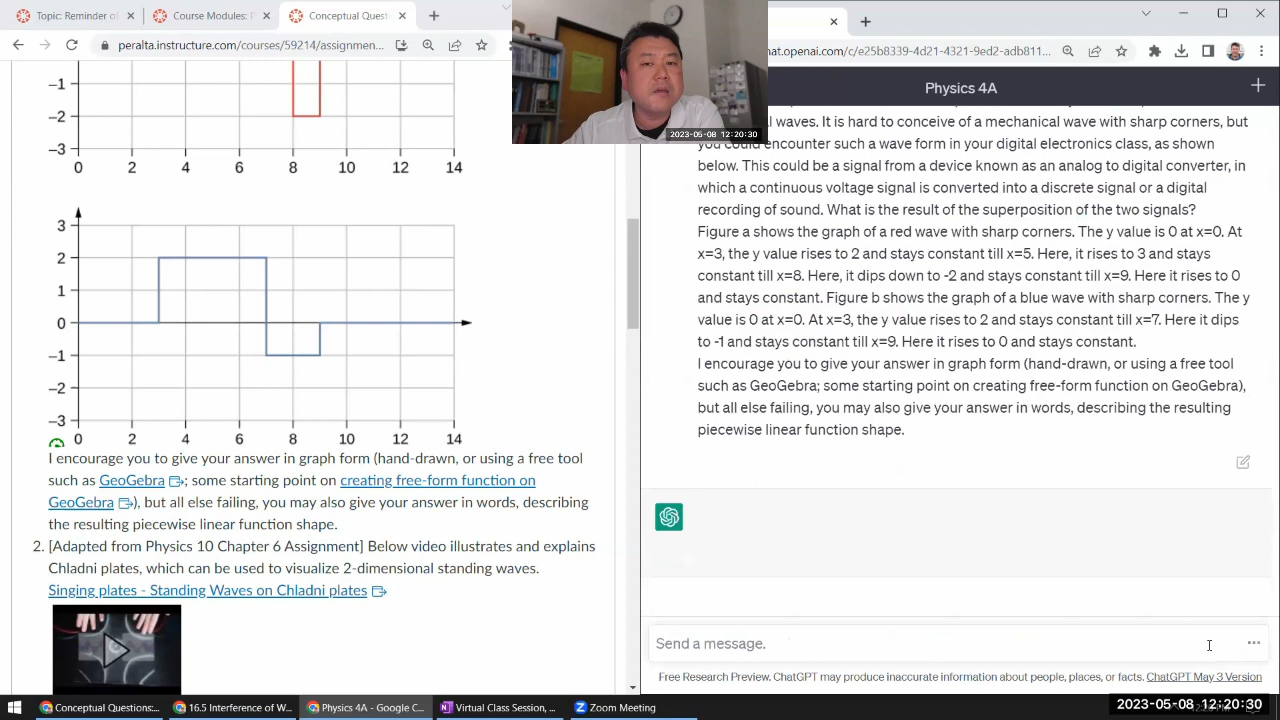 Topic: Motic
Course Modules: P
Conceptual Quest
peralta.instructure.com/courses/59214/assignment...
−1
−2
−3
0 2 4 6 8 10 12 14
3
2
1
0
−1
−2
−3
0 2 4 6 8 10 12 14
I encourage you to give your answer in graph form (hand-drawn, or using a free tool
such as GeoGebra; some starting point on creating free-form function on
GeoGebra), but all else failing, you may also give your answer in words, describing
the resulting piecewise linear function shape.
2. [Adapted from Physics 10 Chapter 6 Assignment] Below video illustrates and explains
Chladni plates, which can be used to visualize 2-dimensional standing waves.
Singing plates - Standing Waves on Chladni plates
2023-05-08 12:20:30
hat.openai.com/c/e25b8339-4d21-4321-9ed2-adb811...
Physics 4A
waves. It is hard to conceive of a mechanical wave with sharp corners, but
you could encounter such a wave form in your digital electronics class, as shown
below. This could be a signal from a device known as an analog to digital converter, in
which a continuous voltage signal is converted into a discrete signal or a digital
recording of sound. What is the result of the superposition of the two signals?
Figure a shows the graph of a red wave with sharp corners. The y value is 0 at x=0. At
x=3, the y value rises to 2 and stays constant till x=5. Here, it rises to 3 and stays
constant till x=8. Here, it dips down to -2 and stays constant till x=9. Here it rises to 0
and stays constant. Figure b shows the graph of a blue wave with sharp corners. The y
value is 0 at x=0. At x=3, the y value rises to 2 and stays constant till x=7. Here it dips
to -1 and stays constant till x=9. Here it rises to 0 and stays constant.
I encourage you to give your answer in graph form (hand-drawn, or using a free tool
such as GeoGebra; some starting point on creating free-form function on GeoGebra),
but all else failing, you may also give your answer in words, describing the resulting
piecewise linear function shape.
Send a message.
Free Research Preview. ChatGPT may produce inaccurate information about people, places, or facts. ChatGPT May 3 Version
Conceptual Questions:...
16.5 Interference of W...
Physics 4A - Google C...
Virtual Class Session, ...
Zoom Meeting
2023-05-08 12:20:30